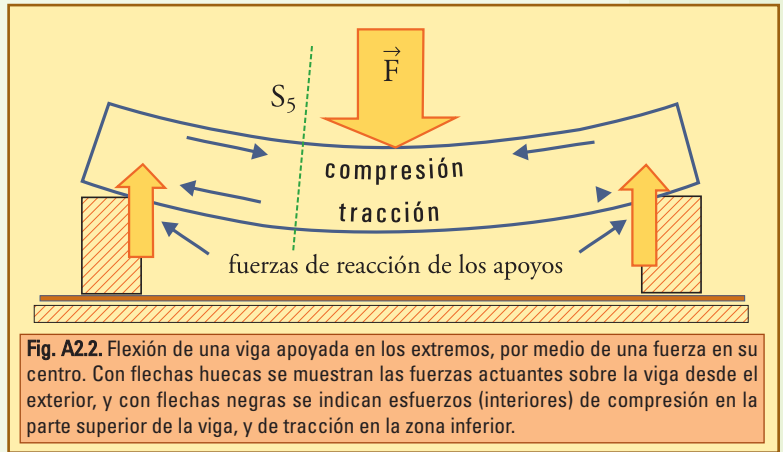 F
S5
compresión
tracción
fuerzas de reacción de los apoyos
Fig. A2.2. Flexión de una viga apoyada en los extremos, por medio de una fuerza en su
centro. Con flechas huecas se muestran las fuerzas actuantes sobre la viga desde el
exterior, y con flechas negras se indican esfuerzos (interiores) de compresión en la
parte superior de la viga, y de tracción en la zona inferior.